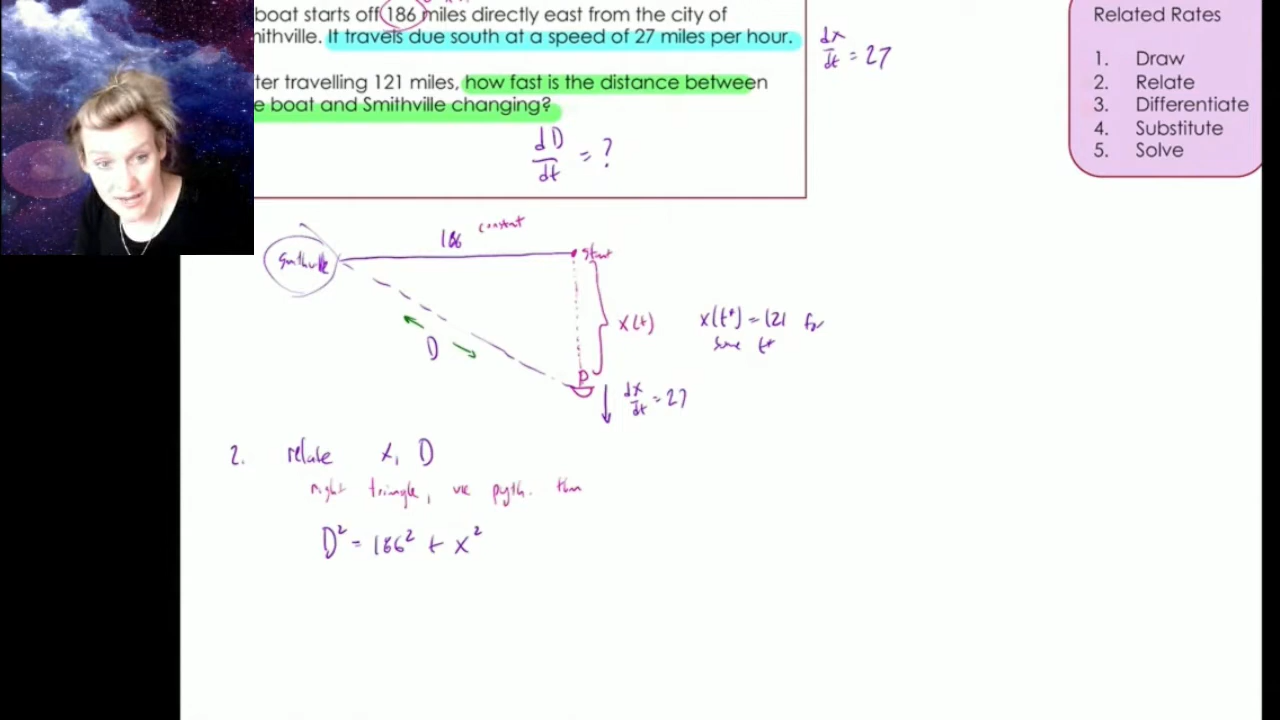 boat starts off 186 miles directly east from the city of
ithville. It travels due south at a speed of 27 miles per hour.
dx/dt = 27
ter travelling 121 miles, how fast is the distance between
e boat and Smithville changing?
dD/dt = ?
Related Rates
1. Draw
2. Relate
3. Differentiate
4. Substitute
5. Solve
Smithville
186 constant
start
x(t)
x(t*) = 121 for
some t*
D
dx/dt = 27
2. relate x, D
right triangle, use pyth. thm
D² = 186² + x²